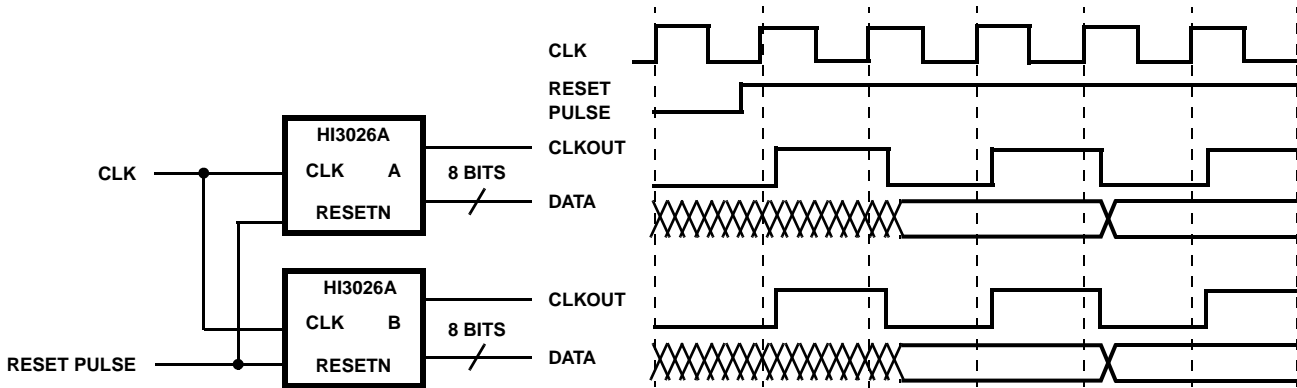 CLK
RESET PULSE
HI3026A
CLK A
RESETN
8 BITS
HI3026A
CLK B
RESETN
8 BITS
CLK
RESET
PULSE
CLKOUT
DATA
CLKOUT
DATA